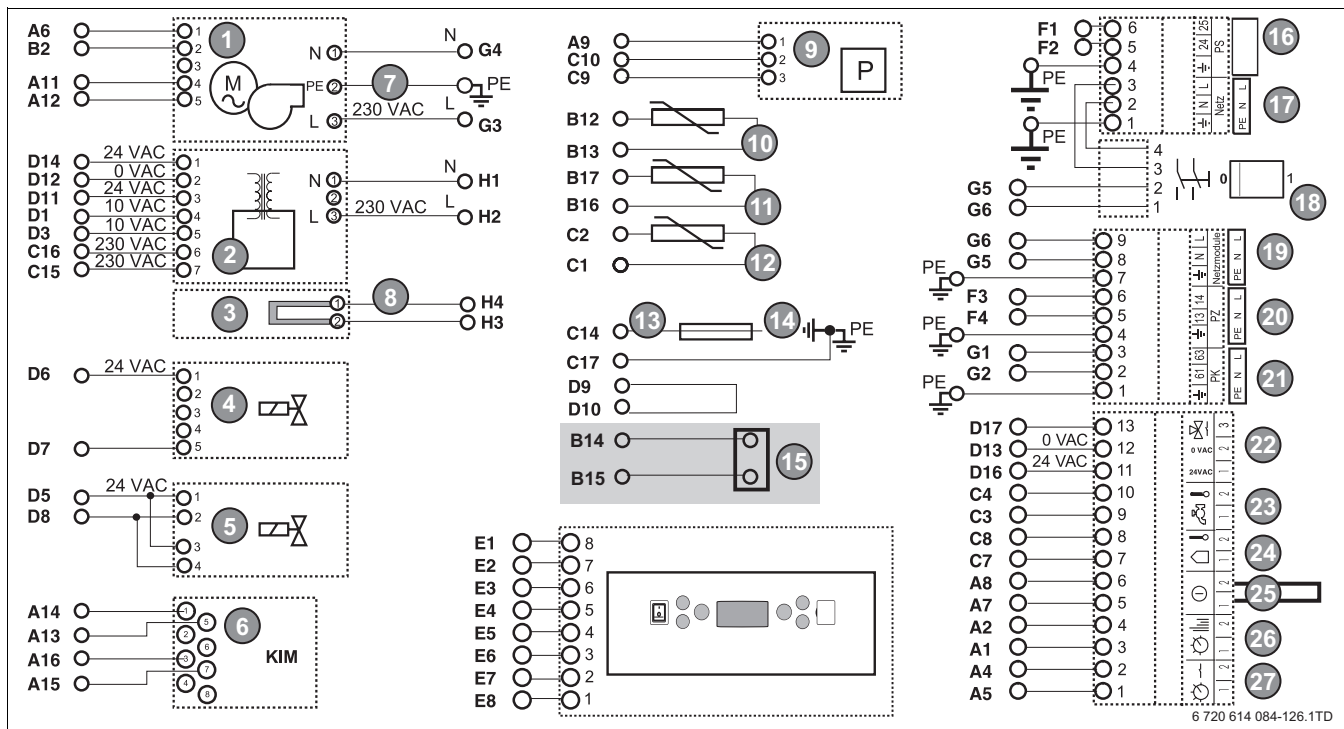 A6 1 1
B2 2
3 N 1 N G4
A11 4 M PE 2 7 PE
A12 5 L 3 230 VAC L G3
D14 24 VAC 1
D12 0 VAC 2 N 1 N H1
D11 24 VAC 3 2
D1 10 VAC 4 L 3 230 VAC L H2
D3 10 VAC 5
C16 230 VAC 6 2
C15 230 VAC 7
3 1 8 H4
2 H3
D6 24 VAC 1
2
3 4
4
D7 5
D5 24 VAC 1
D8 2 5
3
4
A14 1 5 6
A13 2 6
A16 3 7 KIM
A15 4 8
A9 1 9
C10 2 P
C9 3
B12
B13 10
B17
B16 11
C2
C1 12
C14 13 14 PE
C17
D9
D10
B14
B15 15
E1 8
E2 7
E3 6
E4 5
E5 4
E6 3
E7 2
E8 1
F1 6 25 16
F2 5 24 PS
PE 4
3 L 17
2 N Netz PE N L
PE 1
4
3 0 1
G5 2 18
G6 1
G6 9 L 19
G5 8 N Netzmodule PE N L
PE 7
F3 6 14 20
F4 5 13 PZ PE N L
PE 4
G1 3 63 21
G2 2 61 PK PE N L
PE 1
D17 13 3 22
D13 0 VAC 12 0 VAC 2
D16 24 VAC 11 24VAC 1
C4 10 2 23
C3 9 1
C8 8 2 24
C7 7 1
A8 6 2 25
A7 5 1
A2 4 2 26
A1 3 1
A4 2 2 27
A5 1 1
6 720 614 084-126.1TD